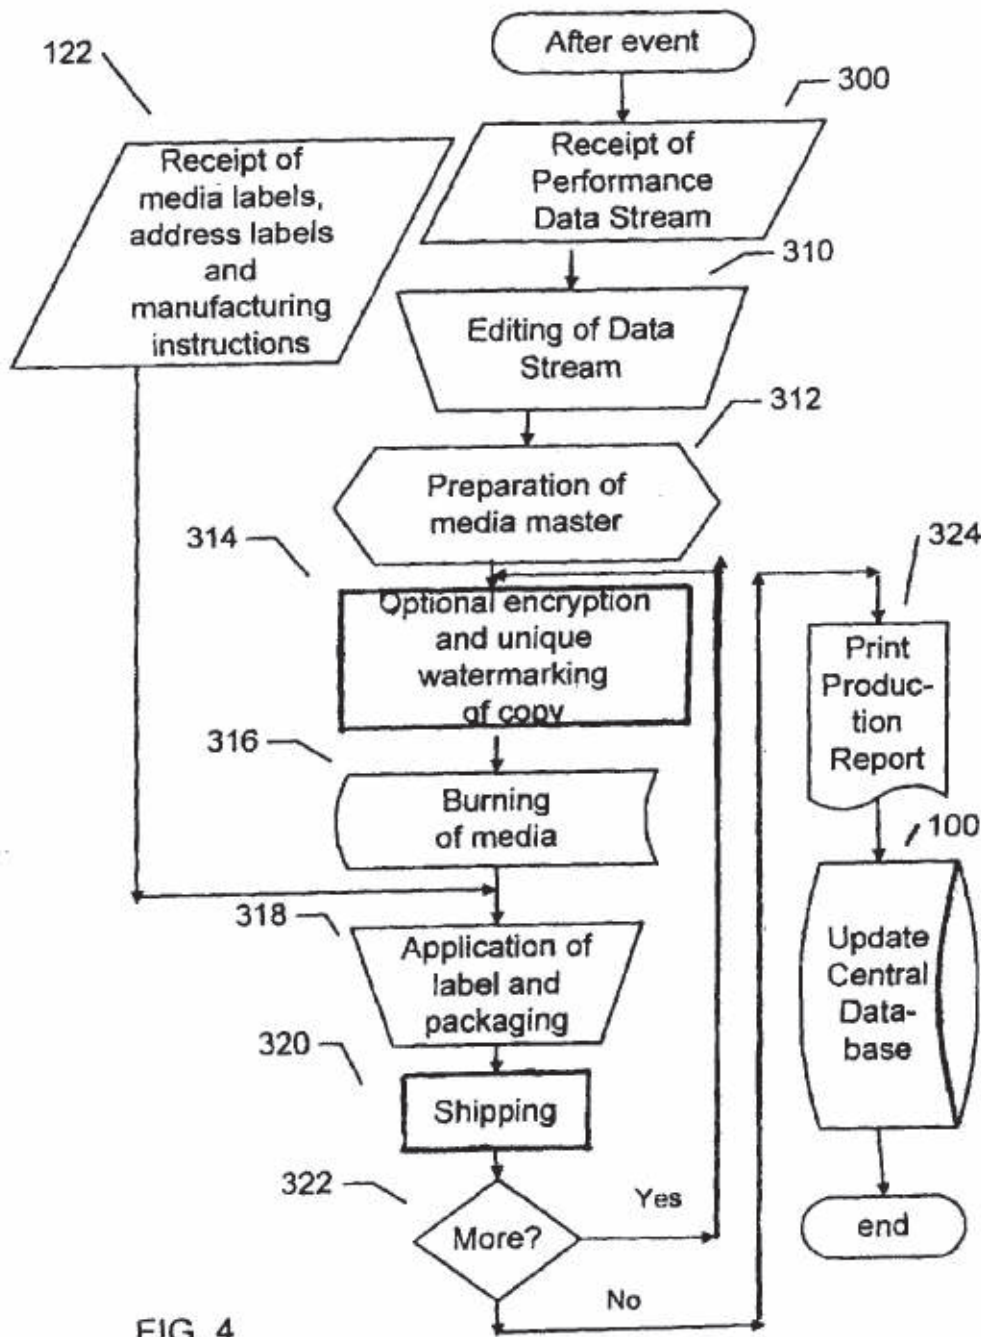 After event
122
300
Receipt of
media labels,
address labels
and
manufacturing
instructions
Receipt of
Performance
Data Stream
310
Editing of Data
Stream
312
Preparation of
media master
314
Optional encryption
and unique
watermarking
of copy
316
Burning
of media
318
Application of
label and
packaging
320
Shipping
322
More?
Yes
No
324
Print
Produc-
tion
Report
100
Update
Central
Data-
base
end
FIG. 4